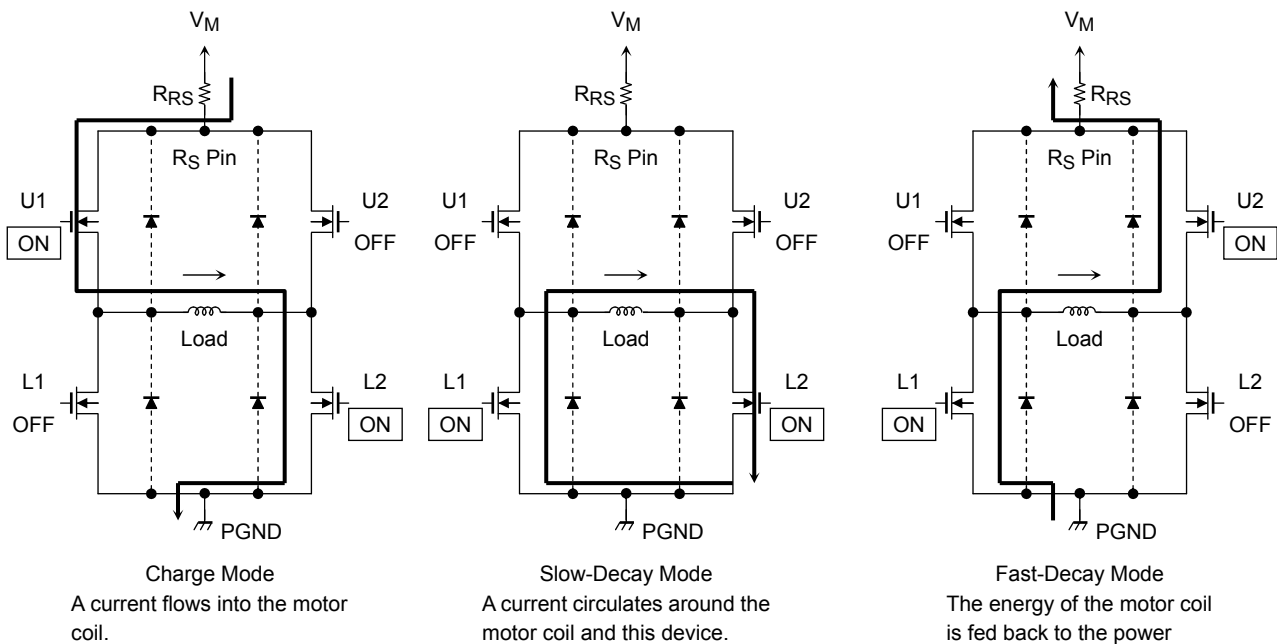 VM
RRS
RS Pin
U1
ON
U2
OFF
Load
L1
OFF
L2
ON
PGND
Charge Mode
A current flows into the motor
coil.
VM
RRS
RS Pin
U1
OFF
U2
OFF
Load
L1
ON
L2
ON
PGND
Slow-Decay Mode
A current circulates around the
motor coil and this device.
VM
RRS
RS Pin
U1
OFF
U2
ON
Load
L1
ON
L2
OFF
PGND
Fast-Decay Mode
The energy of the motor coil
is fed back to the power